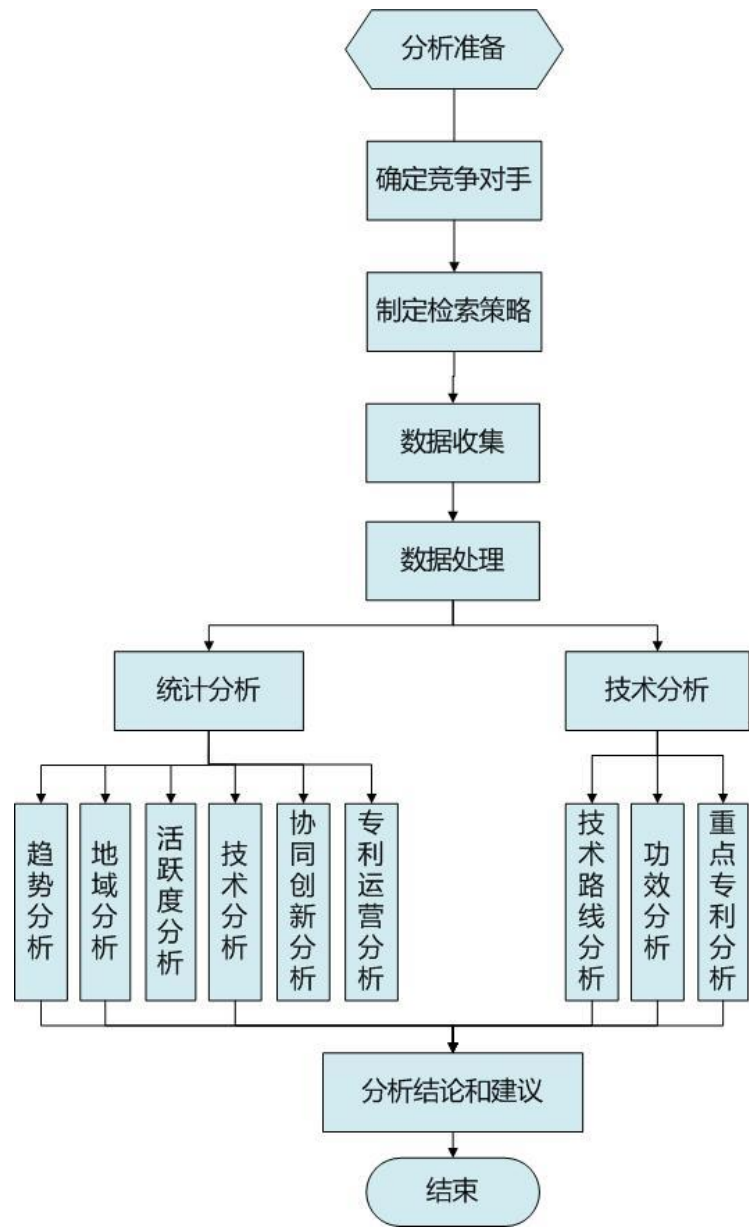 分析准备
确定竞争对手
制定检索策略
数据收集
数据处理
统计分析
技术分析
趋势分析
地域分析
活跃度分析
技术分析
协同创新分析
专利运营分析
技术路线分析
功效分析
重点专利分析
分析结论和建议
结束